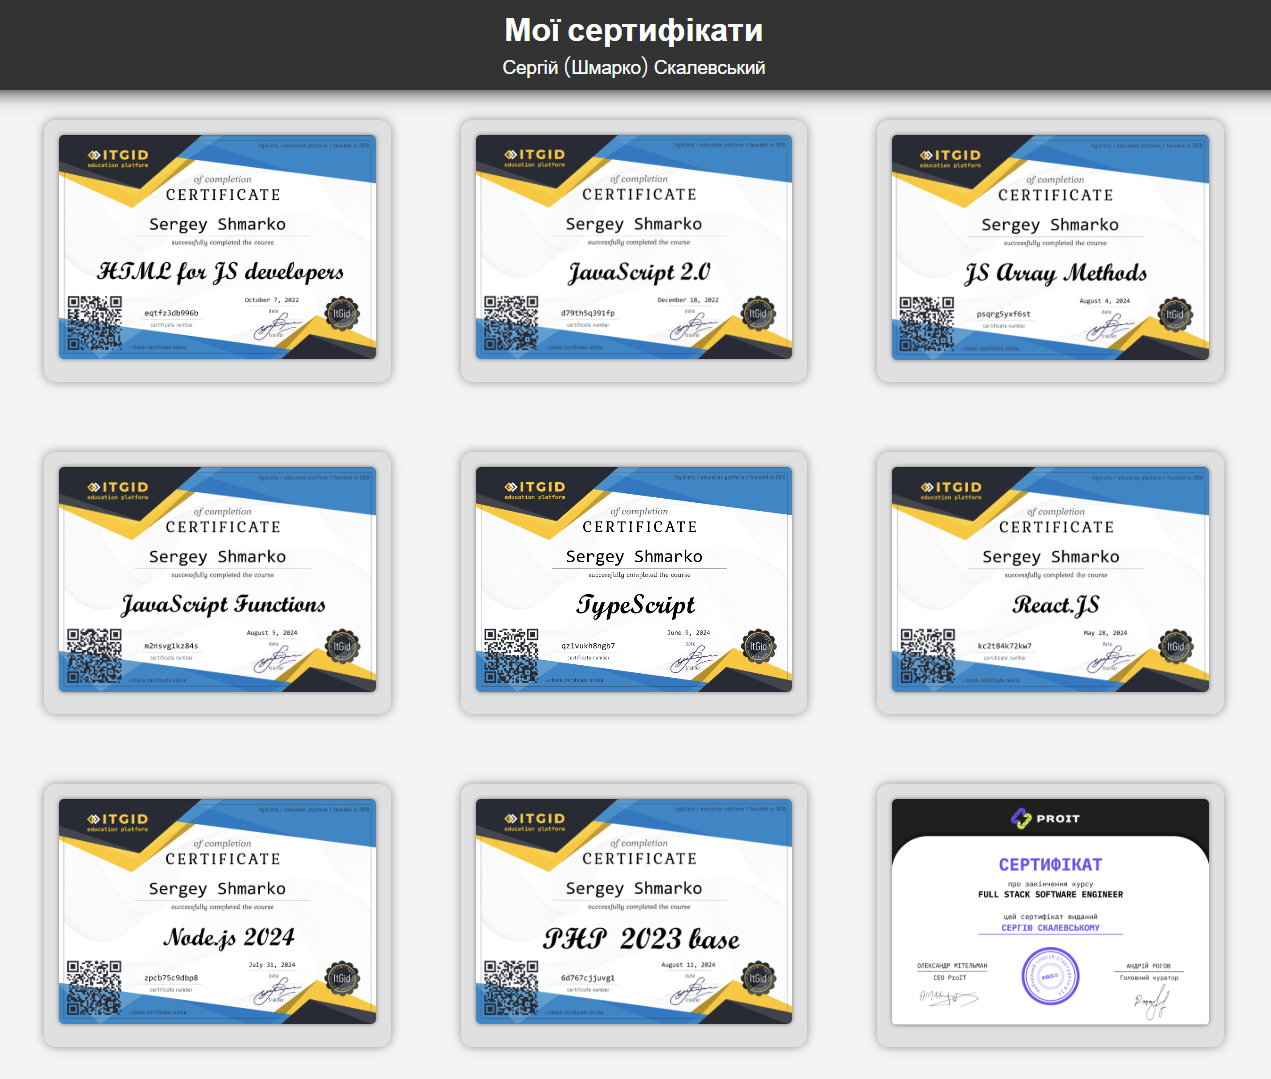 Мої сертифікати
Сергій (Шмарко) Скалевський
ITGID
education platform
itgid.info / education platform / founded in 2018
of completion
CERTIFICATE
Sergey Shmarko
successfully completed the course
HTML for JS developers
October 7, 2022
date
eqtfz3db996b
certificate number
trainer
ItGid
check certificate online
ITGID
education platform
itgid.info / education platform / founded in 2018
of completion
CERTIFICATE
Sergey Shmarko
successfully completed the course
JavaScript 2.0
December 18, 2022
date
d79th5q391fp
certificate number
trainer
ItGid
check certificate online
ITGID
education platform
itgid.info / education platform / founded in 2018
of completion
CERTIFICATE
Sergey Shmarko
successfully completed the course
JS Array Methods
August 4, 2024
date
psqrg5yxf6st
certificate number
trainer
ItGid
check certificate online
ITGID
education platform
itgid.info / education platform / founded in 2018
of completion
CERTIFICATE
Sergey Shmarko
successfully completed the course
JavaScript Functions
August 5, 2024
date
m2nsvg1kz84s
certificate number
trainer
ItGid
check certificate online
ITGID
education platform
itgid.info / education platform / founded in 2018
of completion
CERTIFICATE
Sergey Shmarko
successfully completed the course
TypeScript
June 9, 2024
date
qzivukh8ngb7
certificate number
trainer
ItGid
check certificate online
ITGID
education platform
itgid.info / education platform / founded in 2018
of completion
CERTIFICATE
Sergey Shmarko
successfully completed the course
React.JS
May 28, 2024
date
kc2t84k72kw7
certificate number
trainer
ItGid
check certificate online
ITGID
education platform
itgid.info / education platform / founded in 2018
of completion
CERTIFICATE
Sergey Shmarko
successfully completed the course
Node.js 2024
July 31, 2024
date
zpcb75c9dbp8
certificate number
trainer
ItGid
check certificate online
ITGID
education platform
itgid.info / education platform / founded in 2018
of completion
CERTIFICATE
Sergey Shmarko
successfully completed the course
PHP 2023 base
August 11, 2024
date
6d767cjjuvgi
certificate number
trainer
ItGid
check certificate online
PROIT
СЕРТИФІКАТ
про закінчення курсу
FULL STACK SOFTWARE ENGINEER
цей сертифікат виданий
СЕРГІЮ СКАЛЕВСЬКОМУ
ОЛЕКСАНДР МІТЕЛЬМАН
CEO ProIT
АНДРІЙ РОГОВ
Головний куратор